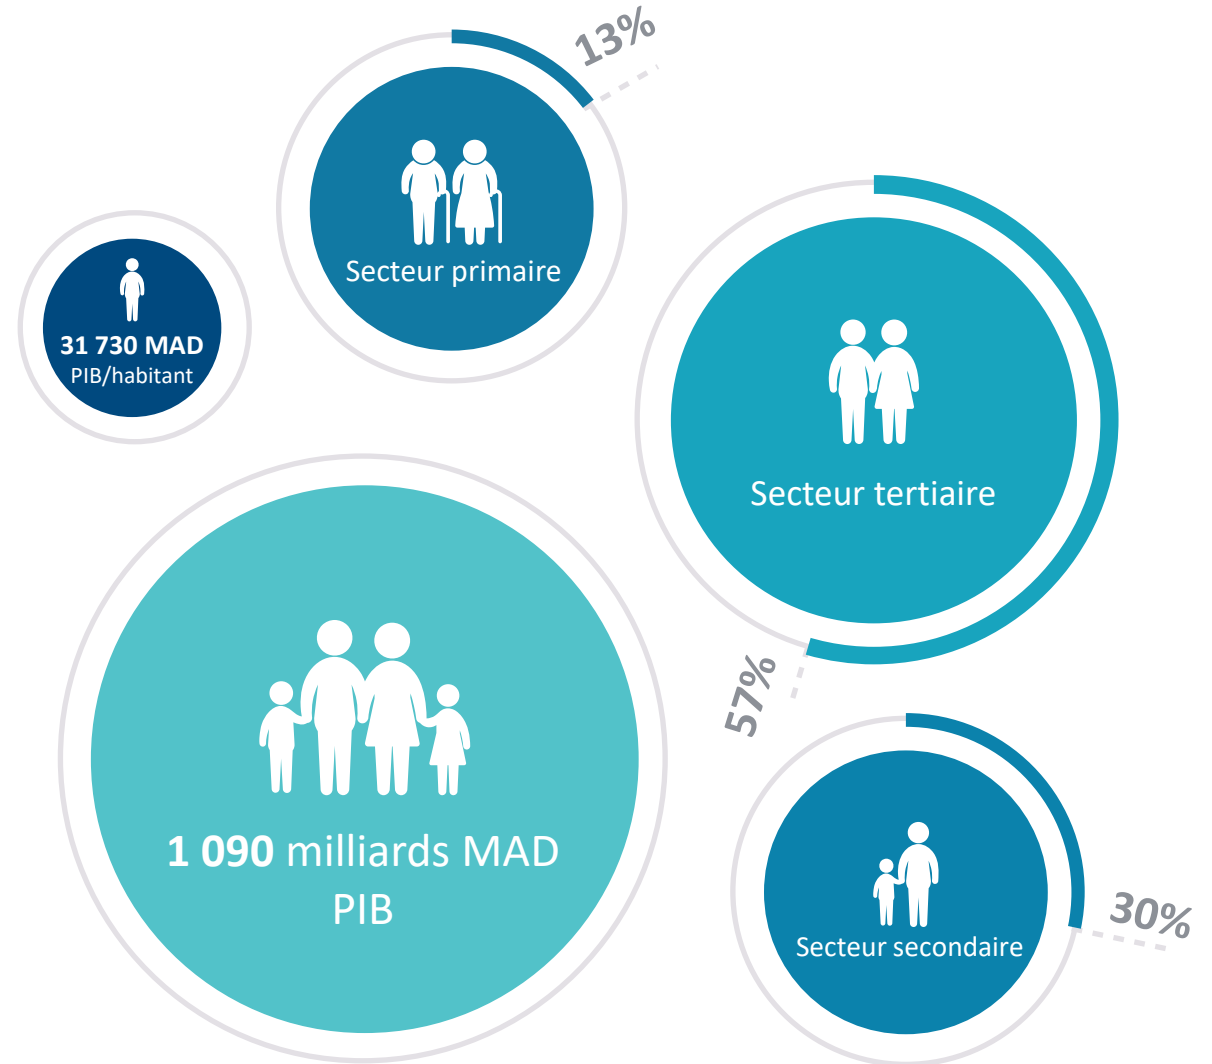 13%
Secteur primaire
31 730 MAD
PIB/habitant
Secteur tertiaire
57%
1 090 milliards MAD
PIB
30%
Secteur secondaire